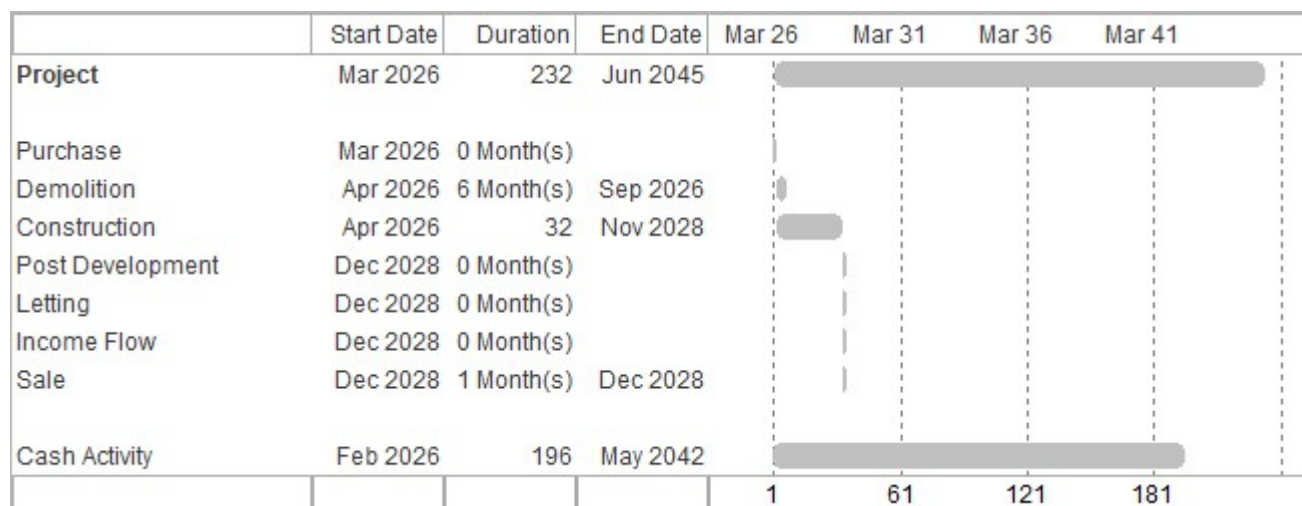 Start Date Duration End Date Mar 26 Mar 31 Mar 36 Mar 41
Project Mar 2026 232 Jun 2045
Purchase Mar 2026 0 Month(s)
Demolition Apr 2026 6 Month(s) Sep 2026
Construction Apr 2026 32 Nov 2028
Post Development Dec 2028 0 Month(s)
Letting Dec 2028 0 Month(s)
Income Flow Dec 2028 0 Month(s)
Sale Dec 2028 1 Month(s) Dec 2028
Cash Activity Feb 2026 196 May 2042
1 61 121 181